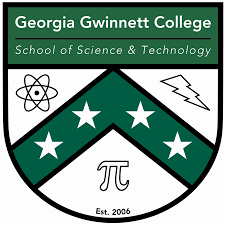 Georgia Gwinnett College
School of Science & Technology
π
Est. 2006